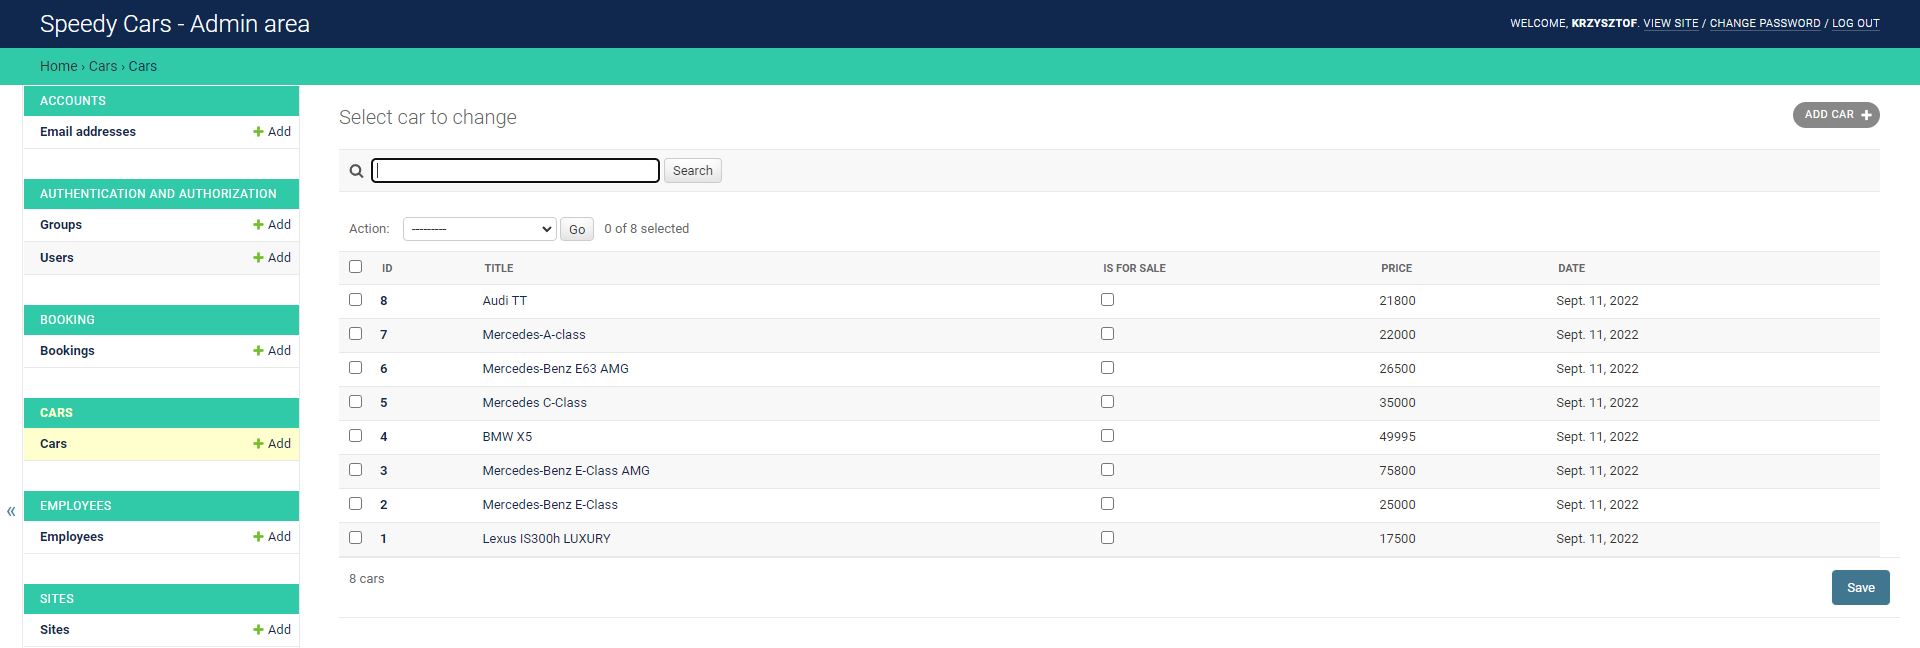 Speedy Cars - Admin area
WELCOME, KRZYSZTOF. VIEW SITE / CHANGE PASSWORD / LOG OUT
Home › Cars › Cars
ACCOUNTS
Email addresses + Add
AUTHENTICATION AND AUTHORIZATION
Groups + Add
Users + Add
BOOKING
Bookings + Add
CARS
Cars + Add
EMPLOYEES
Employees + Add
SITES
Sites + Add
«
Select car to change
ADD CAR +
Search
Action: --------- Go 0 of 8 selected
ID TITLE IS FOR SALE PRICE DATE
8 Audi TT 21800 Sept. 11, 2022
7 Mercedes-A-class 22000 Sept. 11, 2022
6 Mercedes-Benz E63 AMG 26500 Sept. 11, 2022
5 Mercedes C-Class 35000 Sept. 11, 2022
4 BMW X5 49995 Sept. 11, 2022
3 Mercedes-Benz E-Class AMG 75800 Sept. 11, 2022
2 Mercedes-Benz E-Class 25000 Sept. 11, 2022
1 Lexus IS300h LUXURY 17500 Sept. 11, 2022
8 cars
Save